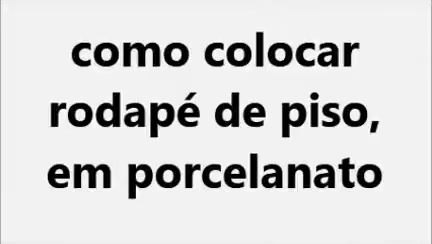 como colocar
rodapé de piso,
em porcelanato